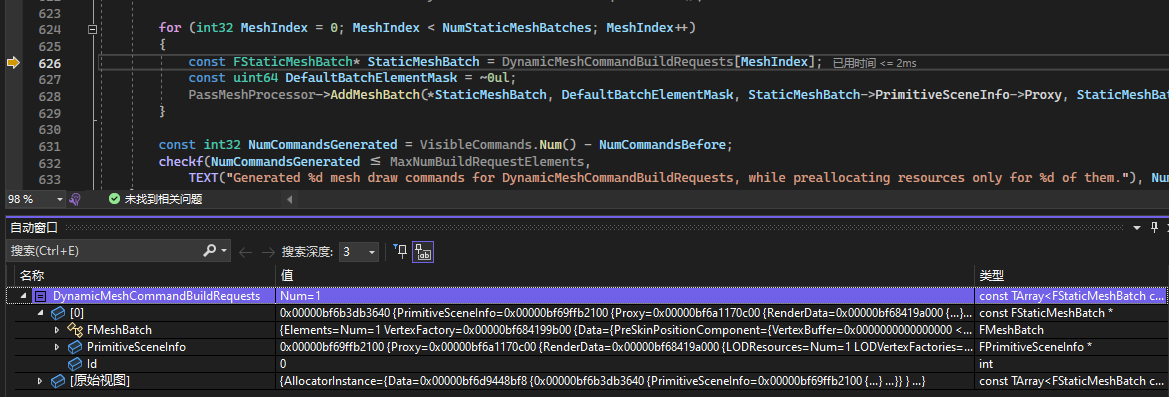 623
624 for (int32 MeshIndex = 0; MeshIndex < NumStaticMeshBatches; MeshIndex++)
625 {
626 const FStaticMeshBatch* StaticMeshBatch = DynamicMeshCommandBuildRequests[MeshIndex]; 已用时间 <= 2ms
627 const uint64 DefaultBatchElementMask = ~0ul;
628 PassMeshProcessor->AddMeshBatch(*StaticMeshBatch, DefaultBatchElementMask, StaticMeshBatch->PrimitiveSceneInfo->Proxy, StaticMeshBat
629 }
630
631 const int32 NumCommandsGenerated = VisibleCommands.Num() - NumCommandsBefore;
632 checkf(NumCommandsGenerated ≤ MaxNumBuildRequestElements,
633 TEXT("Generated %d mesh draw commands for DynamicMeshCommandBuildRequests, while preallocating resources only for %d of them."), Num
98 % 未找到相关问题
自动窗口
搜索(Ctrl+E) 搜索深度: 3
名称 值 类型
DynamicMeshCommandBuildRequests Num=1 const TArray<FStaticMeshBatch c...
[0] 0x00000bf6b3db3640 {PrimitiveSceneInfo=0x00000bf69ffb2100 {Proxy=0x00000bf6a1170c00 {RenderData=0x00000bf68419a000 {...}... const FStaticMeshBatch *
FMeshBatch {Elements=Num=1 VertexFactory=0x00000bf684199b00 {Data={PreSkinPositionComponent={VertexBuffer=0x0000000000000000 <... FMeshBatch
PrimitiveSceneInfo 0x00000bf69ffb2100 {Proxy=0x00000bf6a1170c00 {RenderData=0x00000bf68419a000 {LODResources=Num=1 LODVertexFactories=... FPrimitiveSceneInfo *
Id 0 int
[原始视图] {AllocatorInstance={Data=0x00000bf6d9448bf8 {0x00000bf6b3db3640 {PrimitiveSceneInfo=0x00000bf69ffb2100 {...} ...}} } ...} const TArray<FStaticMeshBatch c...